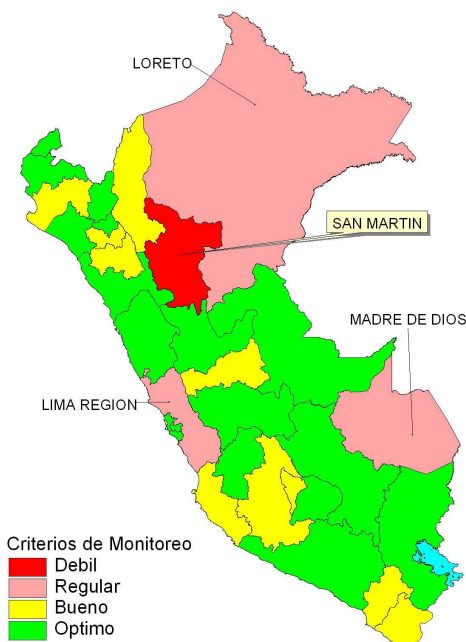 LORETO
SAN MARTIN
MADRE DE DIOS
LIMA REGION
Criterios de Monitoreo
Debil
Regular
Bueno
Optimo